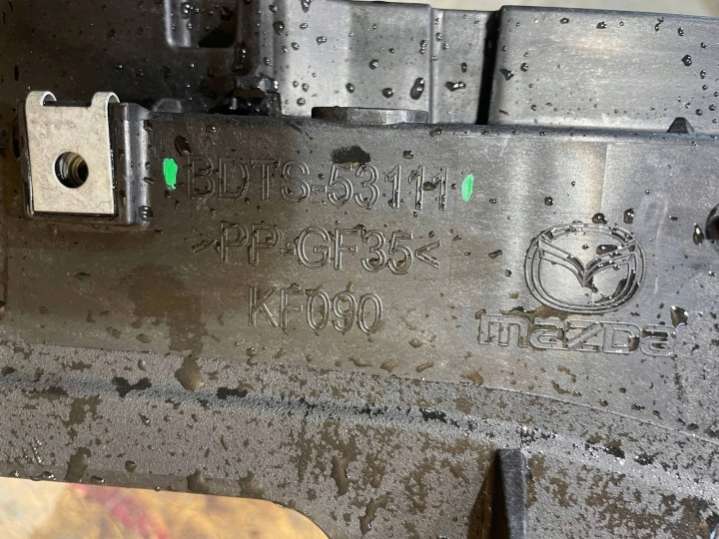 BDTS-53111
>PP-GF35<
KF090
mazda